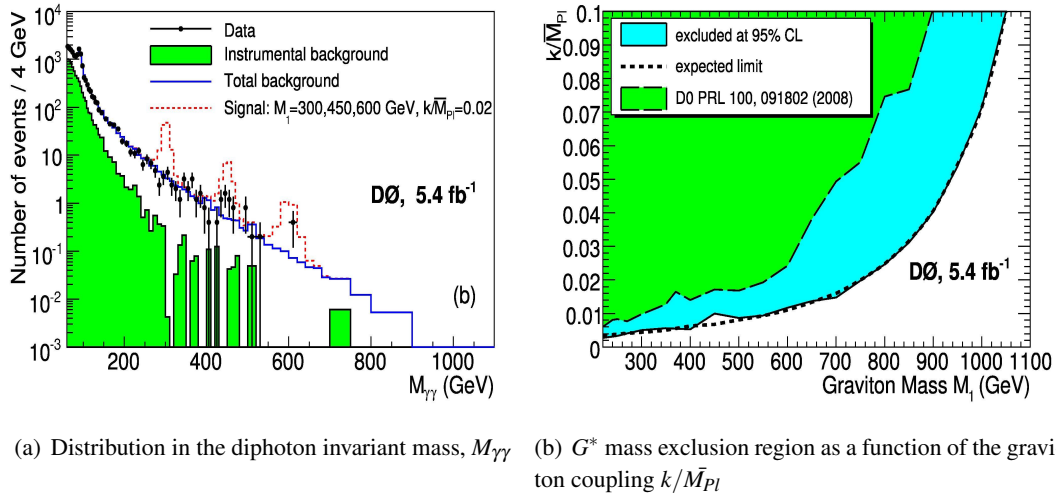 Number of events / 4 GeV
10³
10²
10
1
10⁻¹
10⁻²
10⁻³
Data
Instrumental background
Total background
Signal: M₁=300,450,600 GeV, k/M̄Pl=0.02
DØ, 5.4 fb⁻¹
(b)
200 400 600 800 1000
Mγγ (GeV)
k/M̄Pl
0.1
0.09
0.08
0.07
0.06
0.05
0.04
0.03
0.02
0.01
0
excluded at 95% CL
expected limit
D0 PRL 100, 091802 (2008)
DØ, 5.4 fb⁻¹
300 400 500 600 700 800 900 1000 1100
Graviton Mass M₁ (GeV)
(a) Distribution in the diphoton invariant mass, Mγγ
(b) G* mass exclusion region as a function of the gravi
ton coupling k/M̄Pl